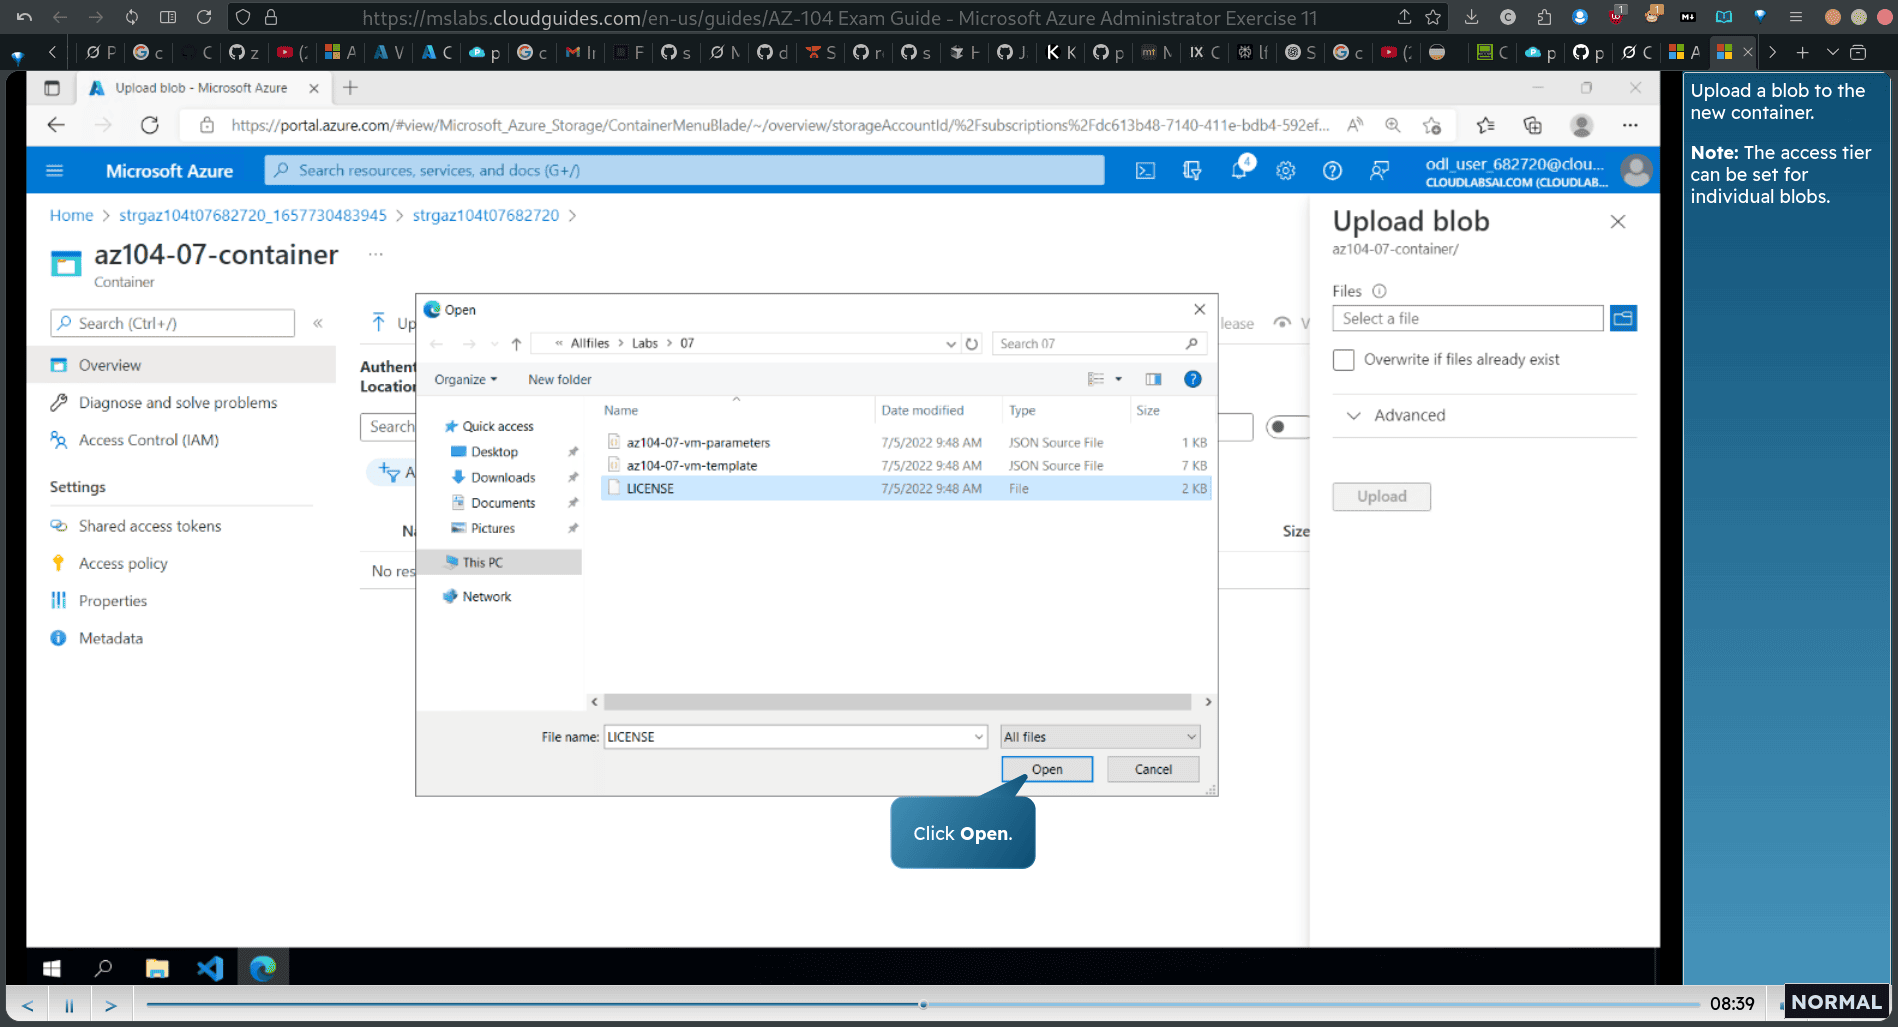 https://mslabs.cloudguides.com/en-us/guides/AZ-104 Exam Guide - Microsoft Azure Administrator Exercise 11
Upload blob - Microsoft Azure
https://portal.azure.com/#view/Microsoft_Azure_Storage/ContainerMenuBlade/~/overview/storageAccountId/%2Fsubscriptions%2Fdc613b48-7140-411e-bdb4-592ef...
Microsoft Azure
Search resources, services, and docs (G+/)
4
odl_user_682720@clou...
CLOUDLABSAI.COM (CLOUDLAB...
Home > strgaz104t07682720_1657730483945 > strgaz104t07682720 >
az104-07-container
...
Container
Search (Ctrl+/)
«
Overview
Diagnose and solve problems
Access Control (IAM)
Settings
Shared access tokens
Access policy
Properties
Metadata
Up
lease
V
Authent
Location
Search
A
Na
Size
No res
Open
« Allfiles > Labs > 07
Search 07
Organize
New folder
Name
Date modified
Type
Size
az104-07-vm-parameters
7/5/2022 9:48 AM
JSON Source File
1 KB
az104-07-vm-template
7/5/2022 9:48 AM
JSON Source File
7 KB
LICENSE
7/5/2022 9:48 AM
File
2 KB
Quick access
Desktop
Downloads
Documents
Pictures
This PC
Network
File name:
LICENSE
All files
Open
Cancel
Click Open.
Upload blob
az104-07-container/
Files
Select a file
Overwrite if files already exist
Advanced
Upload
Upload a blob to the
new container.
Note: The access tier
can be set for
individual blobs.
08:39
NORMAL